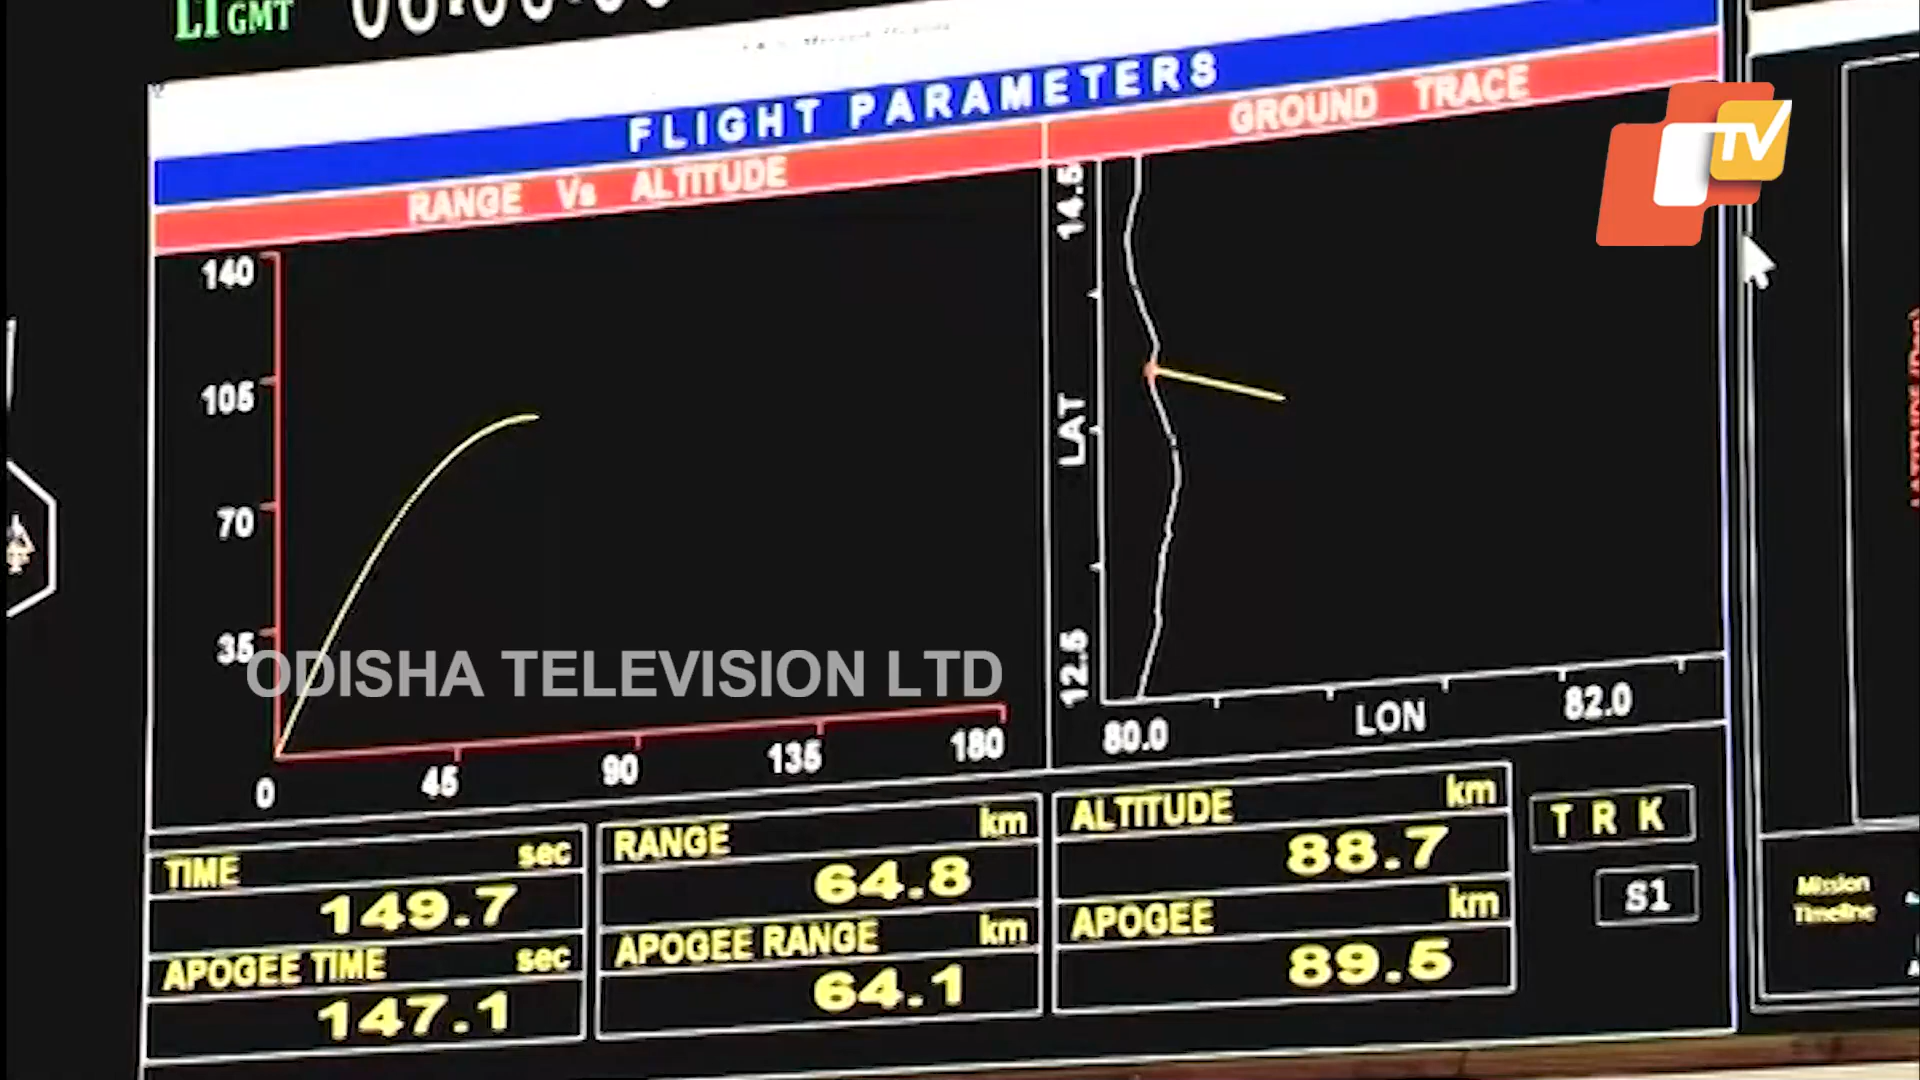 LT GMT
FLIGHT PARAMETERS
RANGE Vs ALTITUDE
GROUND TRACE
TV
140
105
70
35
0
45
90
135
180
14.5
LAT
12.5
80.0
LON
82.0
ODISHA TELEVISION LTD
TIME sec
149.7
APOGEE TIME sec
147.1
RANGE km
64.8
APOGEE RANGE km
64.1
ALTITUDE km
88.7
APOGEE km
89.5
TRK
S1
Mission
Timeline